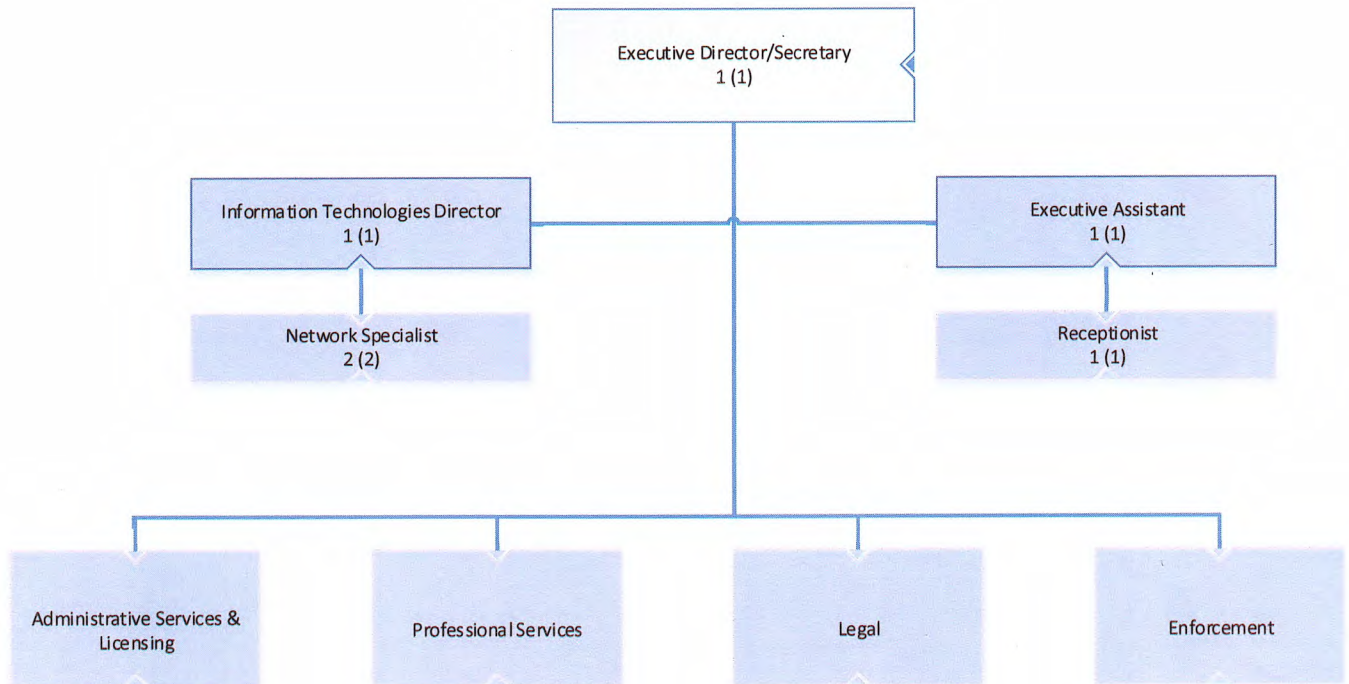 Executive Director/Secretary
1 (1)
Information Technologies Director
1 (1)
Executive Assistant
1 (1)
Network Specialist
2 (2)
Receptionist
1 (1)
Administrative Services &
Licensing
Professional Services
Legal
Enforcement